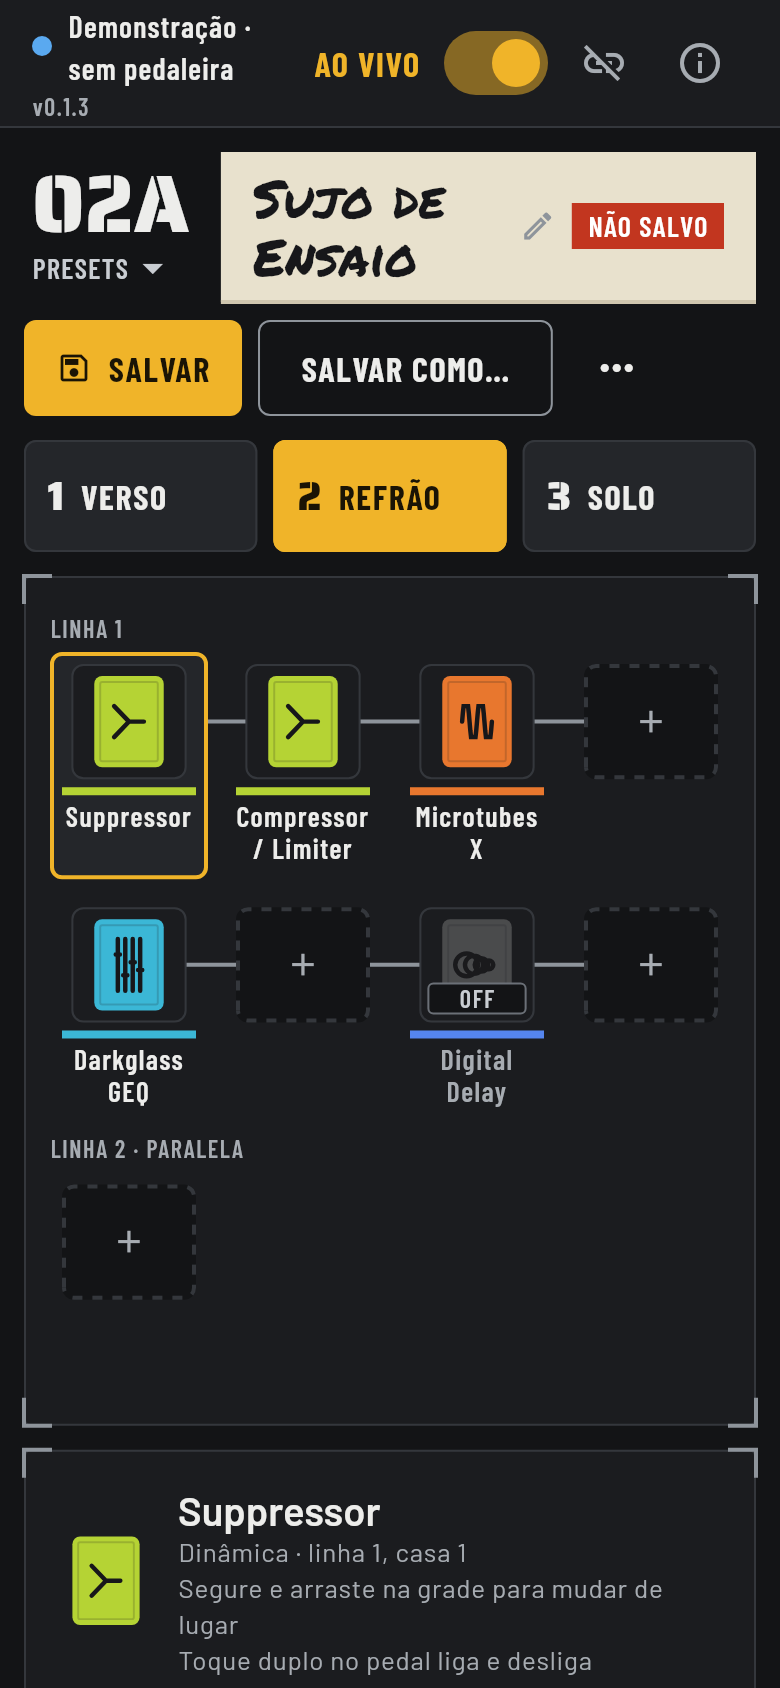 Demonstração ·
sem pedaleira
v0.1.3
AO VIVO
02A
PRESETS
SUJO DE
ENSAIO
NÃO SALVO
SALVAR
SALVAR COMO...
1 VERSO
2 REFRÃO
3 SOLO
LINHA 1
Suppressor
Compressor
/ Limiter
Microtubes
X
Darkglass
GEQ
OFF
Digital
Delay
LINHA 2 · PARALELA
Suppressor
Dinâmica · linha 1, casa 1
Segure e arraste na grade para mudar de
lugar
Toque duplo no pedal liga e desliga